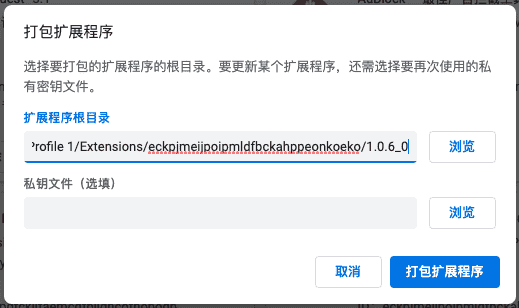 打包扩展程序
选择要打包的扩展程序的根目录。要更新某个扩展程序，还需选择要再次使用的私
有密钥文件。
扩展程序根目录
Profile 1/Extensions/eckpjmeijpoipmldfbckahppeonkoeko/1.0.6_0
浏览
私钥文件（选填）
浏览
取消
打包扩展程序